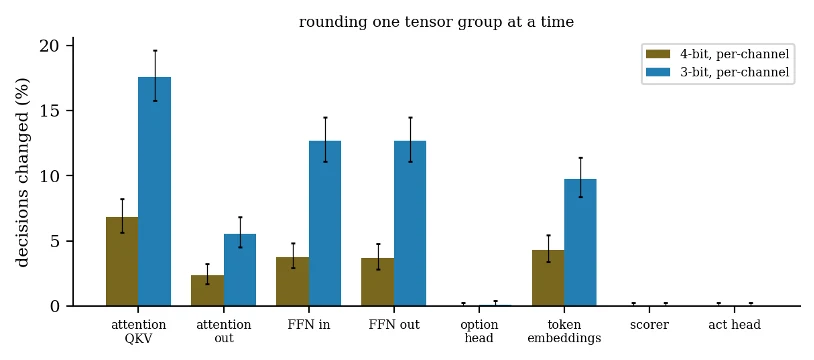 rounding one tensor group at a time
decisions changed (%)
20
15
10
5
0
4-bit, per-channel
3-bit, per-channel
attention
QKV
attention
out
FFN in
FFN out
option
head
token
embeddings
scorer
act head